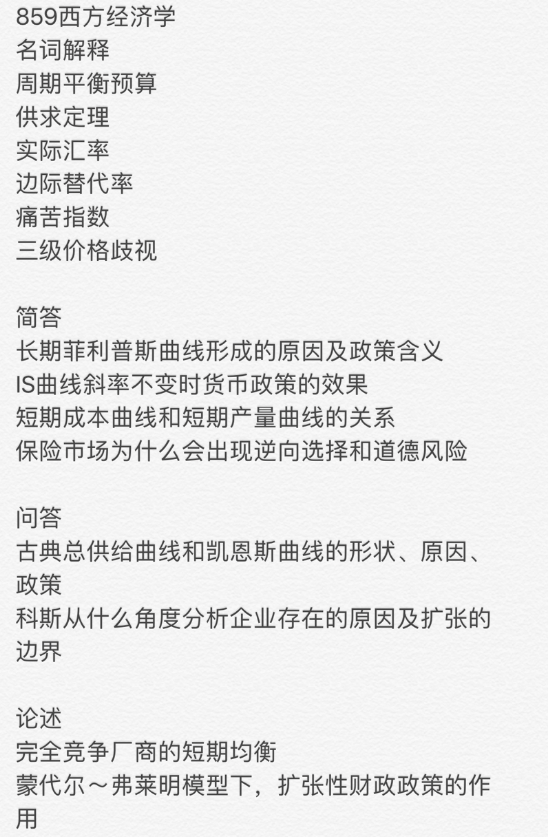 859西方经济学
名词解释
周期平衡预算
供求定理
实际汇率
边际替代率
痛苦指数
三级价格歧视
简答
长期菲利普斯曲线形成的原因及政策含义
IS曲线斜率不变时货币政策的效果
短期成本曲线和短期产量曲线的关系
保险市场为什么会出现逆向选择和道德风险
问答
古典总供给曲线和凯恩斯曲线的形状、原因、
政策
科斯从什么角度分析企业存在的原因及扩张的
边界
论述
完全竞争厂商的短期均衡
蒙代尔～弗莱明模型下，扩张性财政政策的作
用